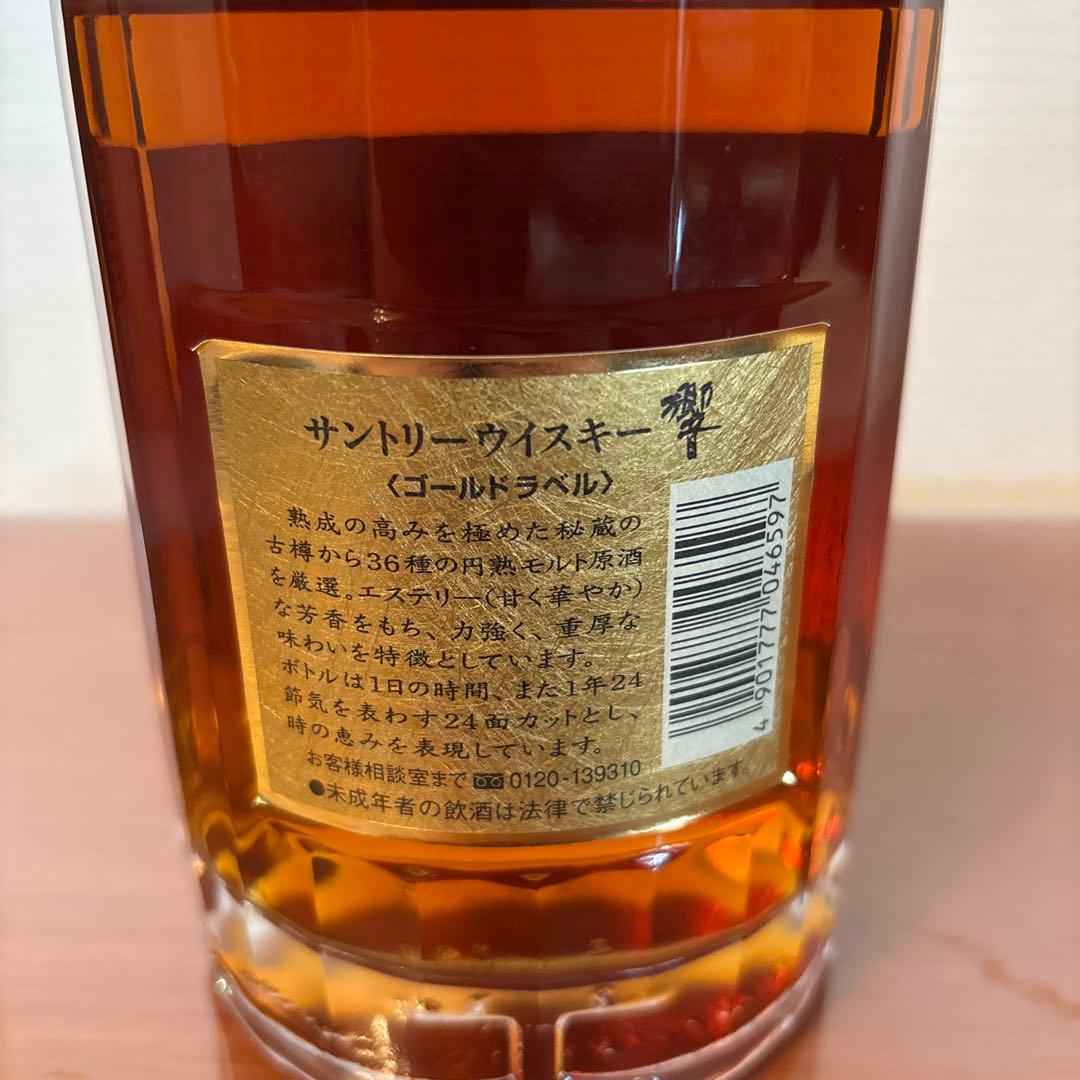 サントリーウイスキー響
〈ゴールドラベル〉
熟成の高みを極めた秘蔵の
古樽から36種の円熟モルト原酒
を厳選。エステリー(甘く華やか)
な芳香をもち、力強く、重厚な
味わいを特徴としています。
ボトルは1日の時間、また1年24
節気を表わす24面カットとし、
時の恵みを表現しています。
お客様相談室まで 0120-139310
●未成年者の飲酒は法律で禁じられています。
4 901777 046597